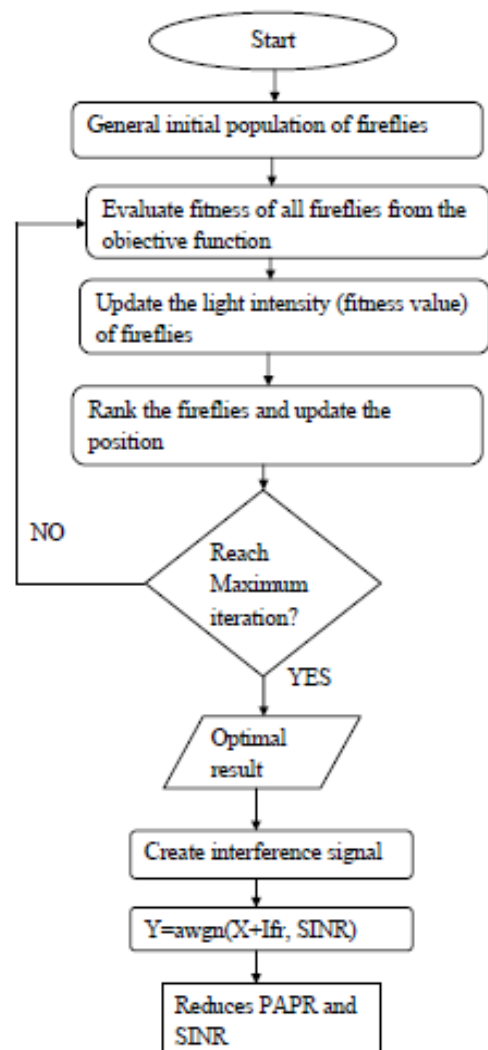 Start
General initial population of fireflies
Evaluate fitness of all fireflies from the
objective function
Update the light intensity (fitness value)
of fireflies
Rank the fireflies and update the
position
NO
Reach
Maximum
iteration?
YES
Optimal
result
Create interference signal
Y=awgn(X+Ifr, SINR)
Reduces PAPR and
SINR